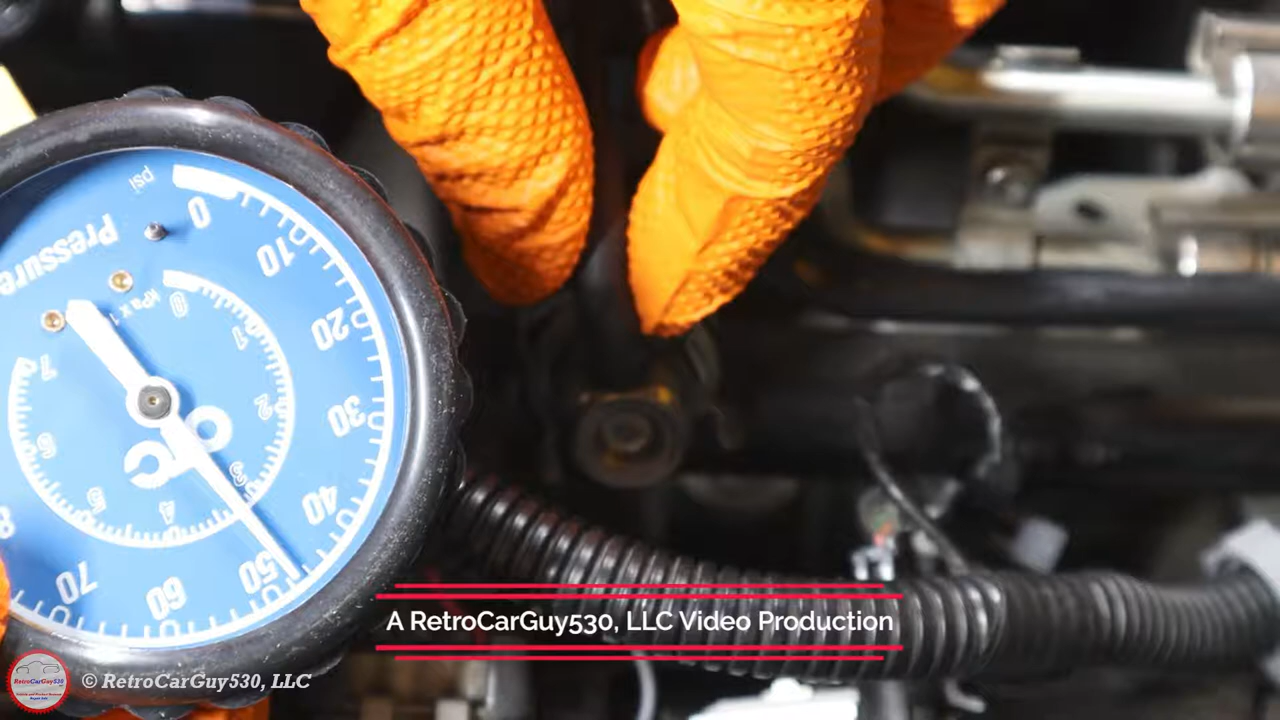 psi
Pressure
0
10
20
30
40
50
60
70
8
kPa x 1
0
1
2
3
4
5
6
7
A RetroCarGuy530, LLC Video Production
RetroCarGuy530
© RetroCarGuy530, LLC